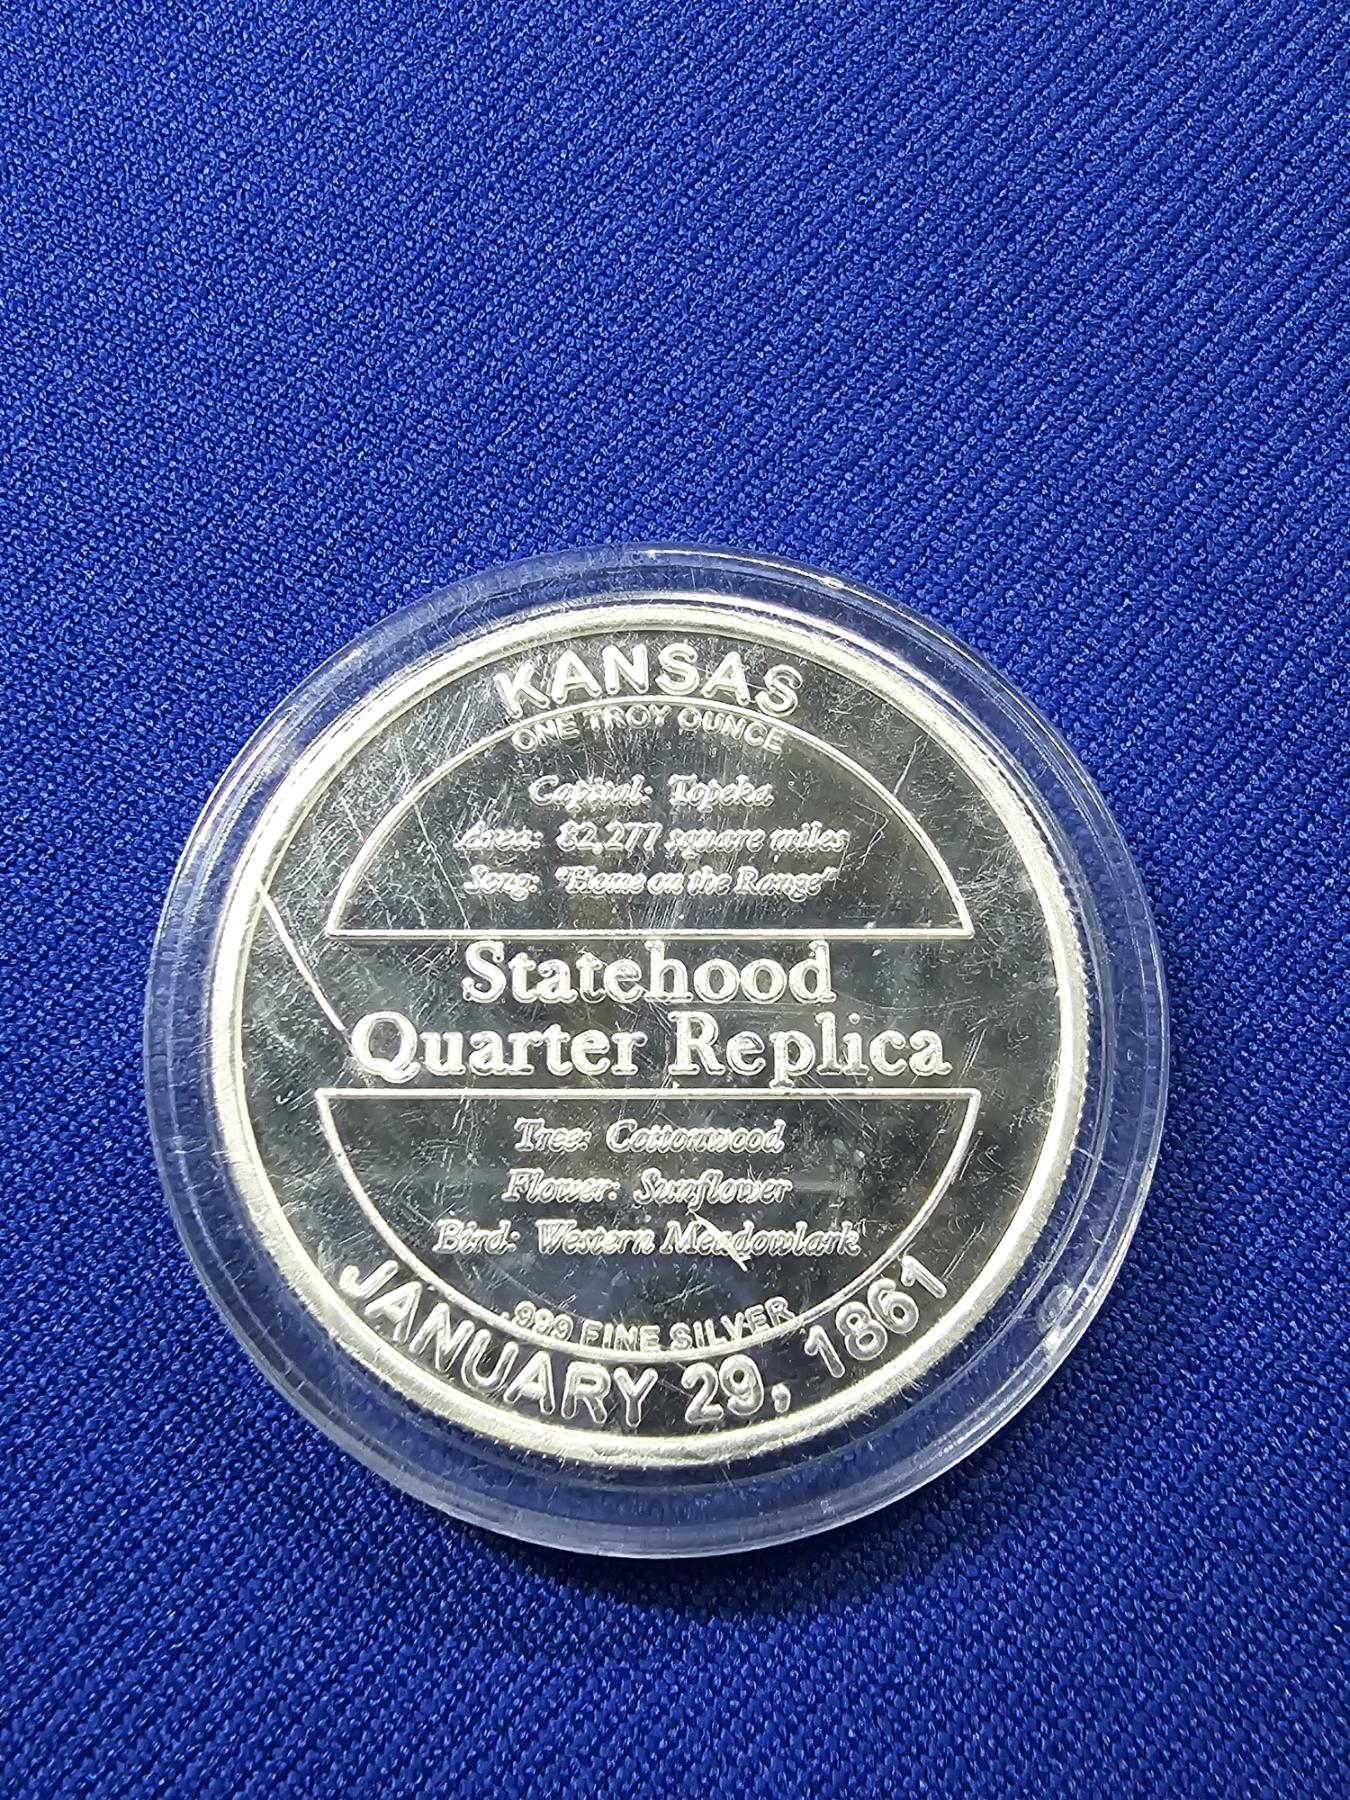 KANSAS
ONE TROY OUNCE
Capital: Topeka
Area: 82,277 square miles
Song: "Home on the Range"
Statehood
Quarter Replica
Tree: Cottonwood
Flower: Sunflower
Bird: Western Meadowlark
.999 FINE SILVER
JANUARY 29, 1861